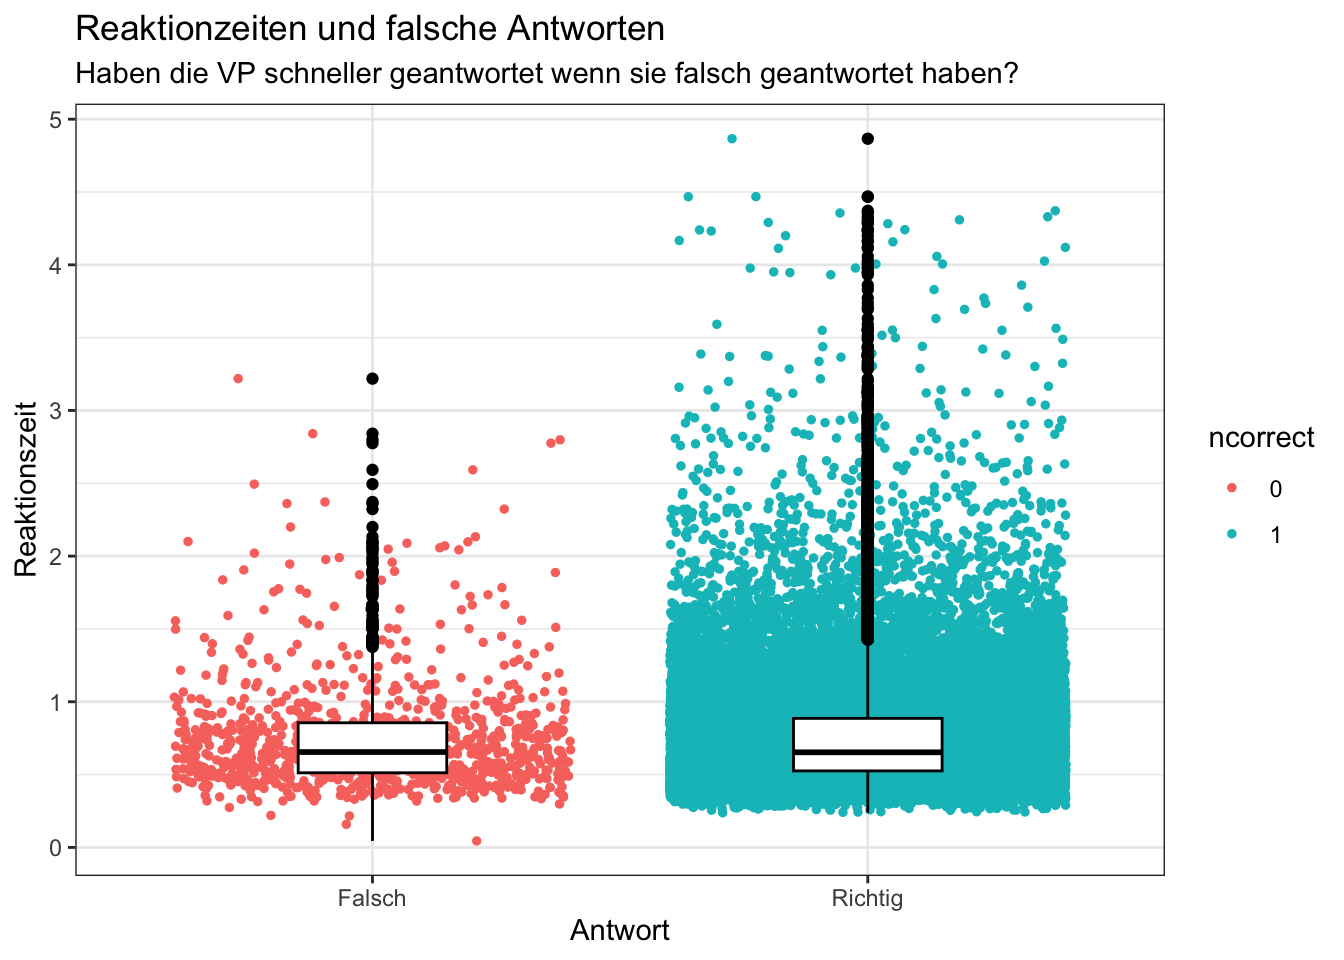 Reaktionzeiten und falsche Antworten
Haben die VP schneller geantwortet wenn sie falsch geantwortet haben?
5
4
3
2
1
0
Reaktionszeit
Falsch
Richtig
Antwort
ncorrect
0
1